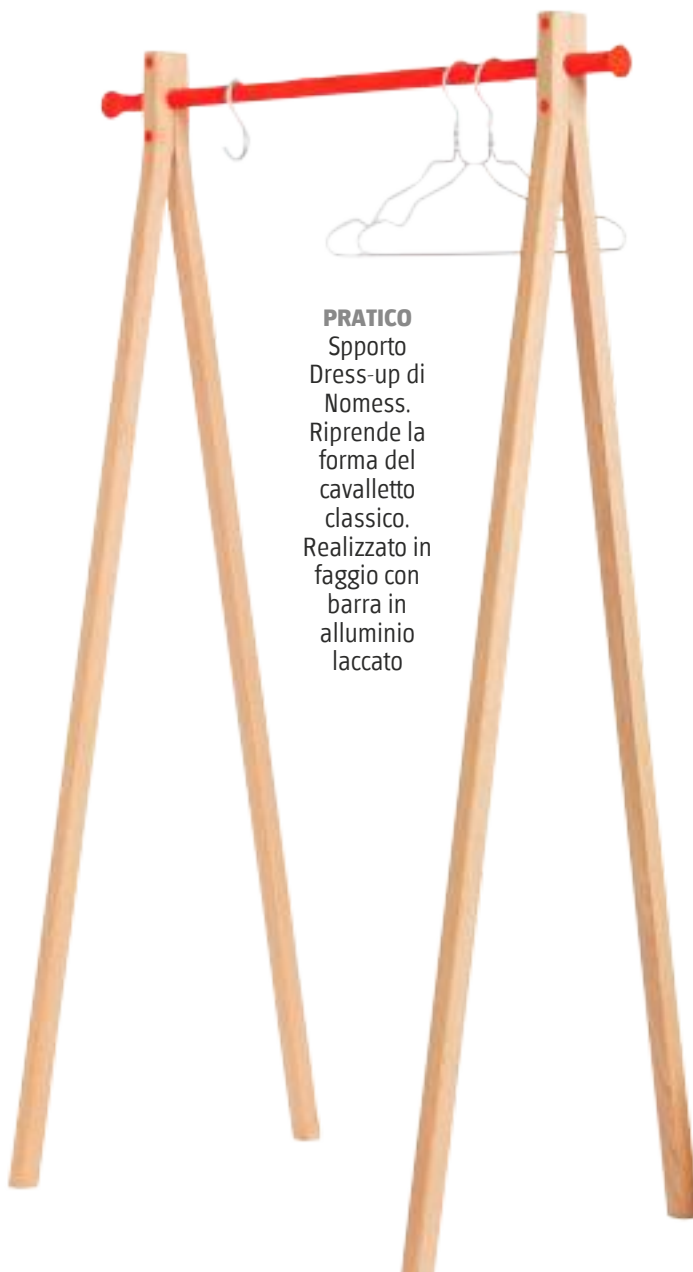 PRATICO
Spporto
Dress-up di
Nomess.
Riprende la
forma del
cavalletto
classico.
Realizzato in
faggio con
barra in
alluminio
laccato